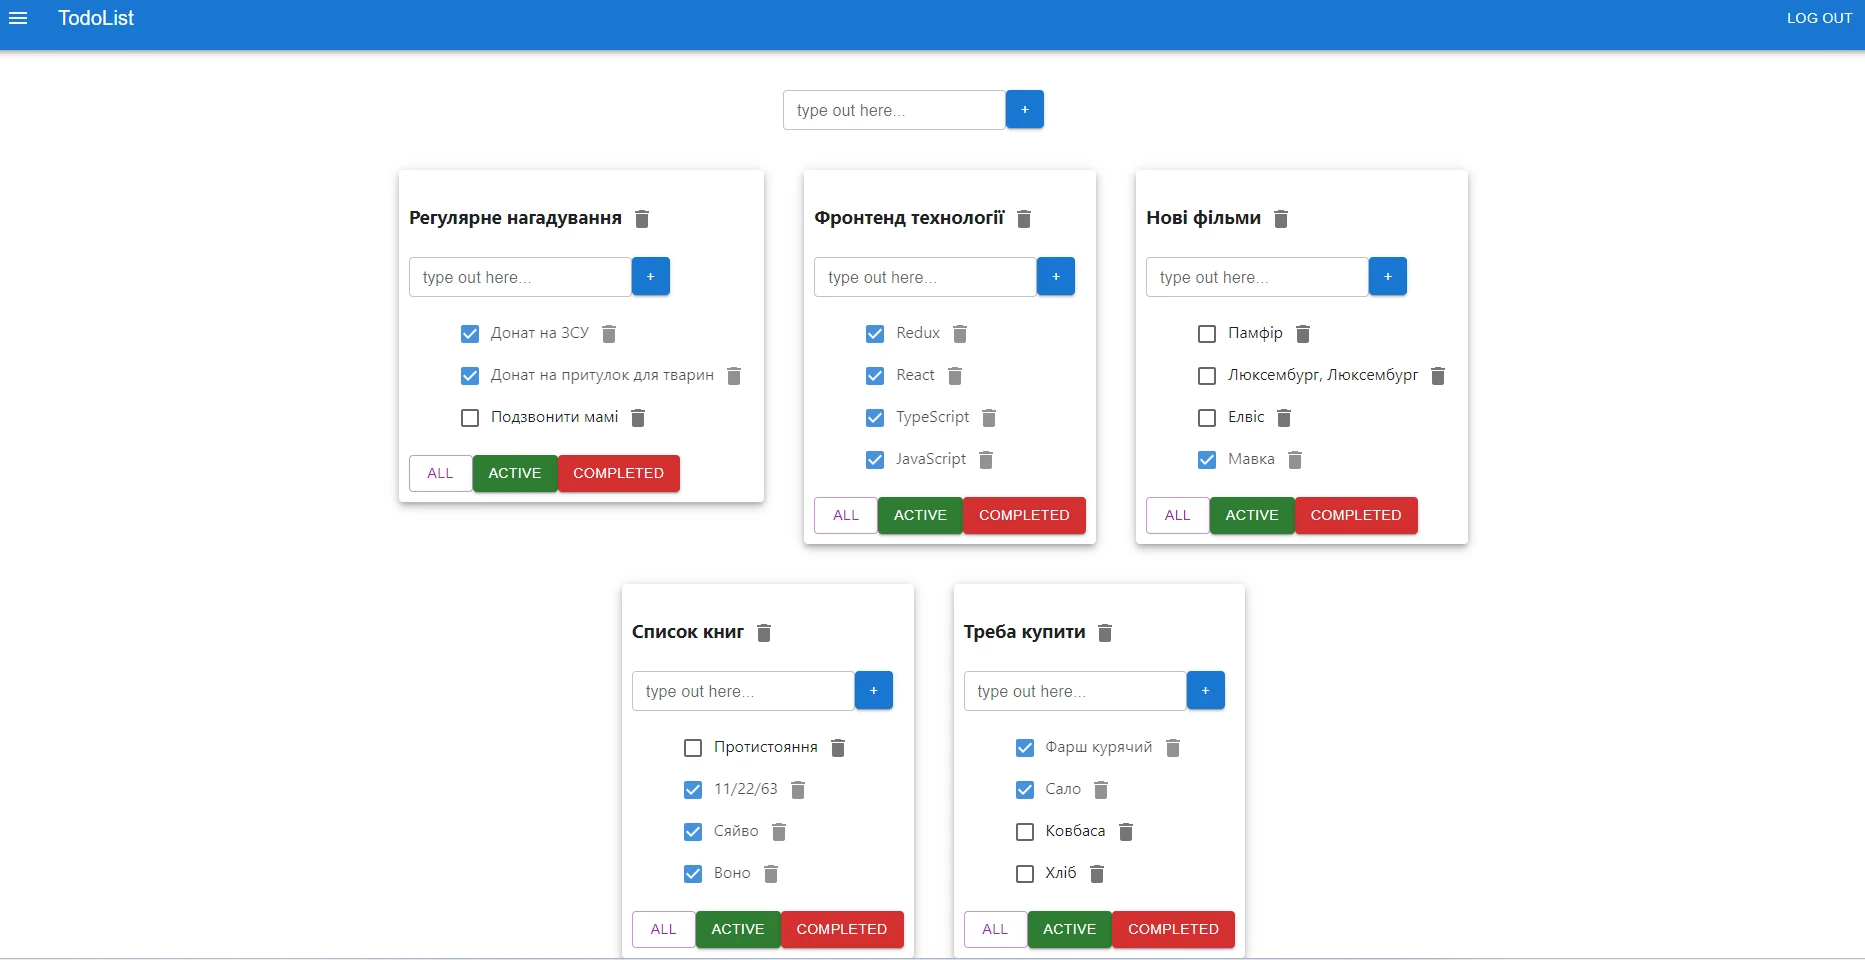 TodoList
LOG OUT
type out here...
+
Регулярне нагадування
type out here...
+
Донат на ЗСУ
Донат на притулок для тварин
Подзвонити мамі
ALL
ACTIVE
COMPLETED
Фронтенд технології
type out here...
+
Redux
React
TypeScript
JavaScript
ALL
ACTIVE
COMPLETED
Нові фільми
type out here...
+
Памфір
Люксембург, Люксембург
Елвіс
Мавка
ALL
ACTIVE
COMPLETED
Список книг
type out here...
+
Протистояння
11/22/63
Сяйво
Воно
ALL
ACTIVE
COMPLETED
Треба купити
type out here...
+
Фарш курячий
Сало
Ковбаса
Хліб
ALL
ACTIVE
COMPLETED